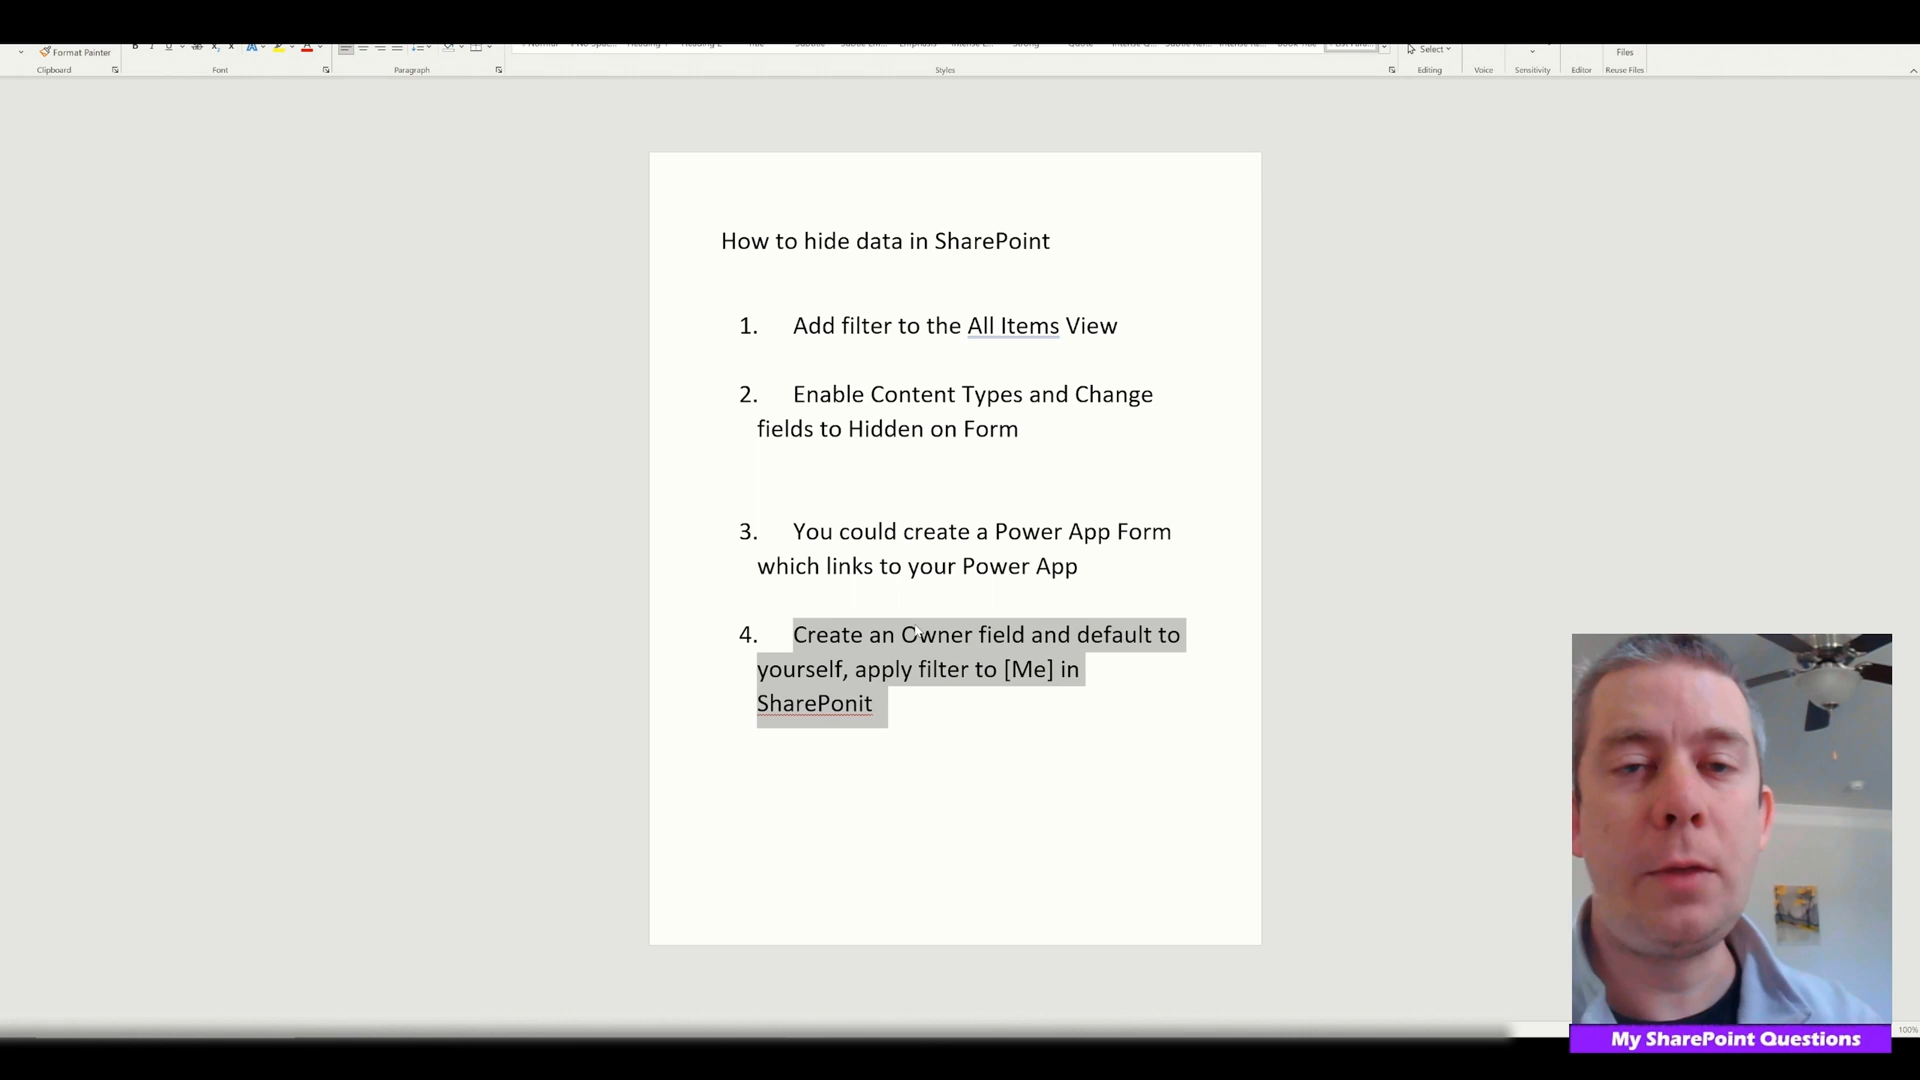 Format Painter
Select
Files
Clipboard
Font
Paragraph
Styles
Editing
Voice
Sensitivity
Editor
Reuse Files
How to hide data in SharePoint
1. Add filter to the All Items View
2. Enable Content Types and Change
fields to Hidden on Form
3. You could create a Power App Form
which links to your Power App
4. Create an Owner field and default to
yourself, apply filter to [Me] in
SharePonit
100%
My SharePoint Questions